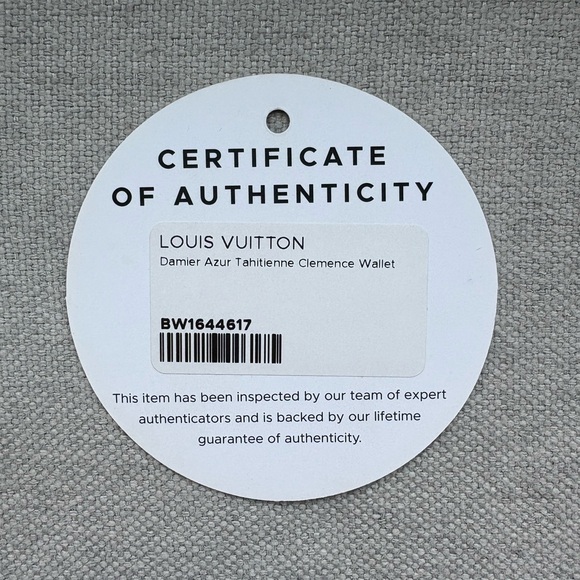 CERTIFICATE
OF AUTHENTICITY
LOUIS VUITTON
Damier Azur Tahitienne Clemence Wallet
BW1644617
This item has been inspected by our team of expert
authenticators and is backed by our lifetime
guarantee of authenticity.